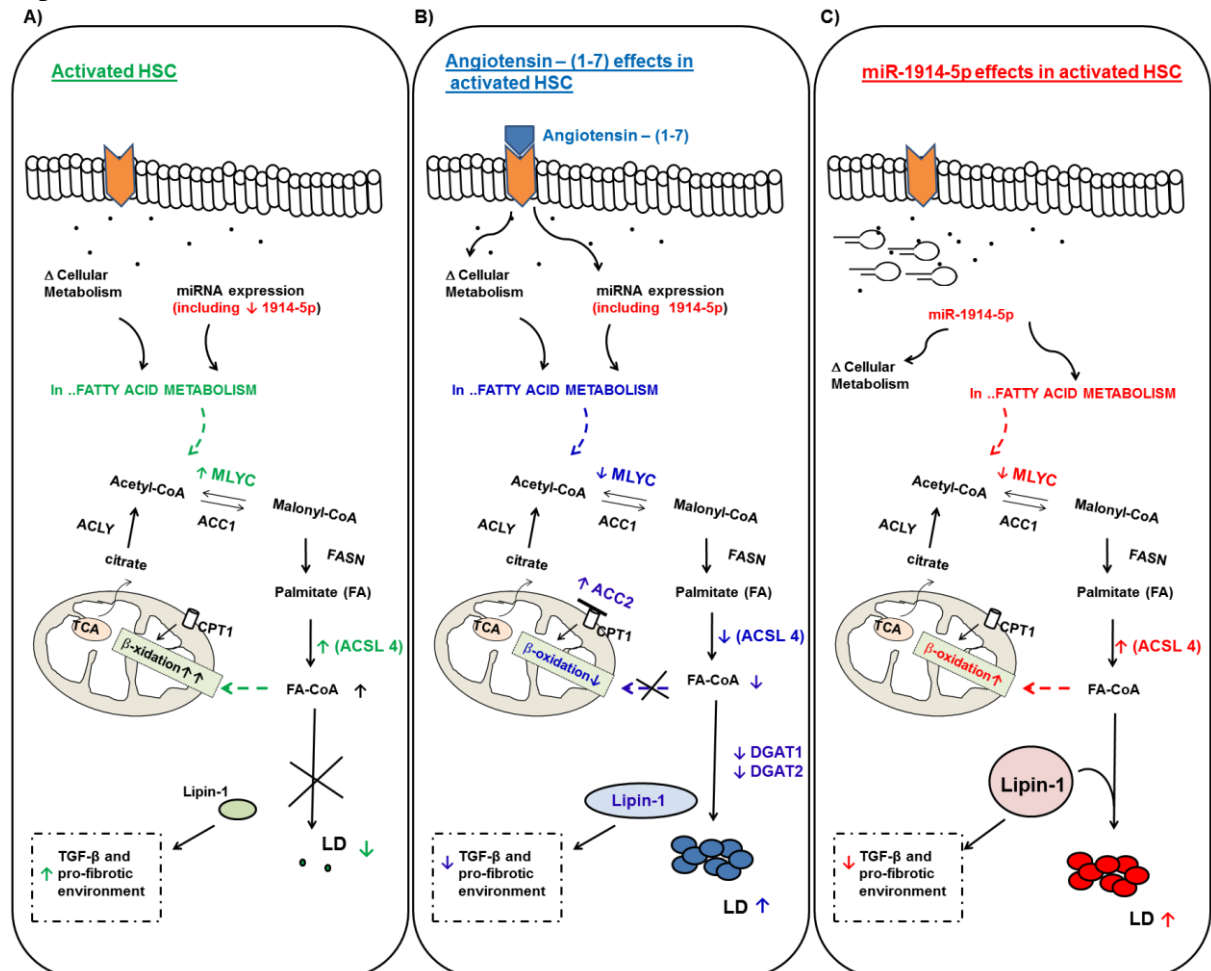 A)
Activated HSC
Δ Cellular
Metabolism
miRNA expression
(including ↓ 1914-5p)
In ..FATTY ACID METABOLISM
↑ MLYC
Acetyl-CoA
Malonyl-CoA
ACC1
ACLY
FASN
citrate
Palmitate (FA)
TCA
CPT1
β-xidation↑↑
↑ (ACSL 4)
FA-CoA ↑
Lipin-1
LD ↓
↑ TGF-β and
pro-fibrotic
environment
B)
Angiotensin – (1-7) effects in
activated HSC
Angiotensin – (1-7)
Δ Cellular
Metabolism
miRNA expression
(including 1914-5p)
In ..FATTY ACID METABOLISM
↓ MLYC
Acetyl-CoA
Malonyl-CoA
ACC1
ACLY
FASN
citrate
↑ ACC2
Palmitate (FA)
TCA
CPT1
β-oxidation↓
↓ (ACSL 4)
FA-CoA ↓
↓ DGAT1
↓ DGAT2
Lipin-1
↓ TGF-β and
pro-fibrotic
environment
LD ↑
C)
miR-1914-5p effects in activated HSC
miR-1914-5p
Δ Cellular
Metabolism
In ..FATTY ACID METABOLISM
↓ MLYC
Acetyl-CoA
Malonyl-CoA
ACC1
ACLY
FASN
citrate
Palmitate (FA)
TCA
CPT1
β-oxidation↑
↑ (ACSL 4)
FA-CoA
Lipin-1
↓ TGF-β and
pro-fibrotic
environment
LD ↑